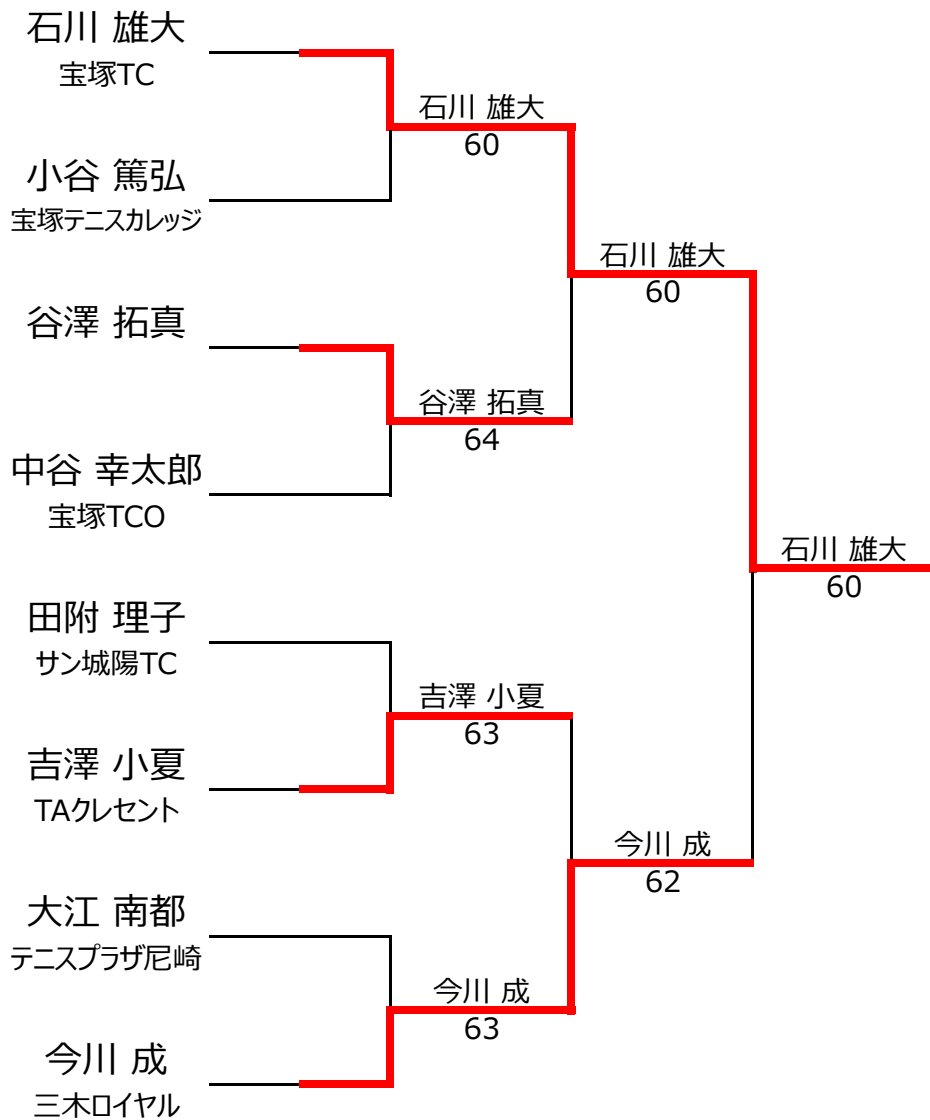 石川 雄大
宝塚TC
石川 雄大
60
小谷 篤弘
宝塚テニスカレッジ
石川 雄大
60
谷澤 拓真
谷澤 拓真
64
中谷 幸太郎
宝塚TCO
石川 雄大
60
田附 理子
サン城陽TC
吉澤 小夏
63
吉澤 小夏
TAクレセント
今川 成
62
大江 南都
テニスプラザ尼崎
今川 成
63
今川 成
三木ロイヤル